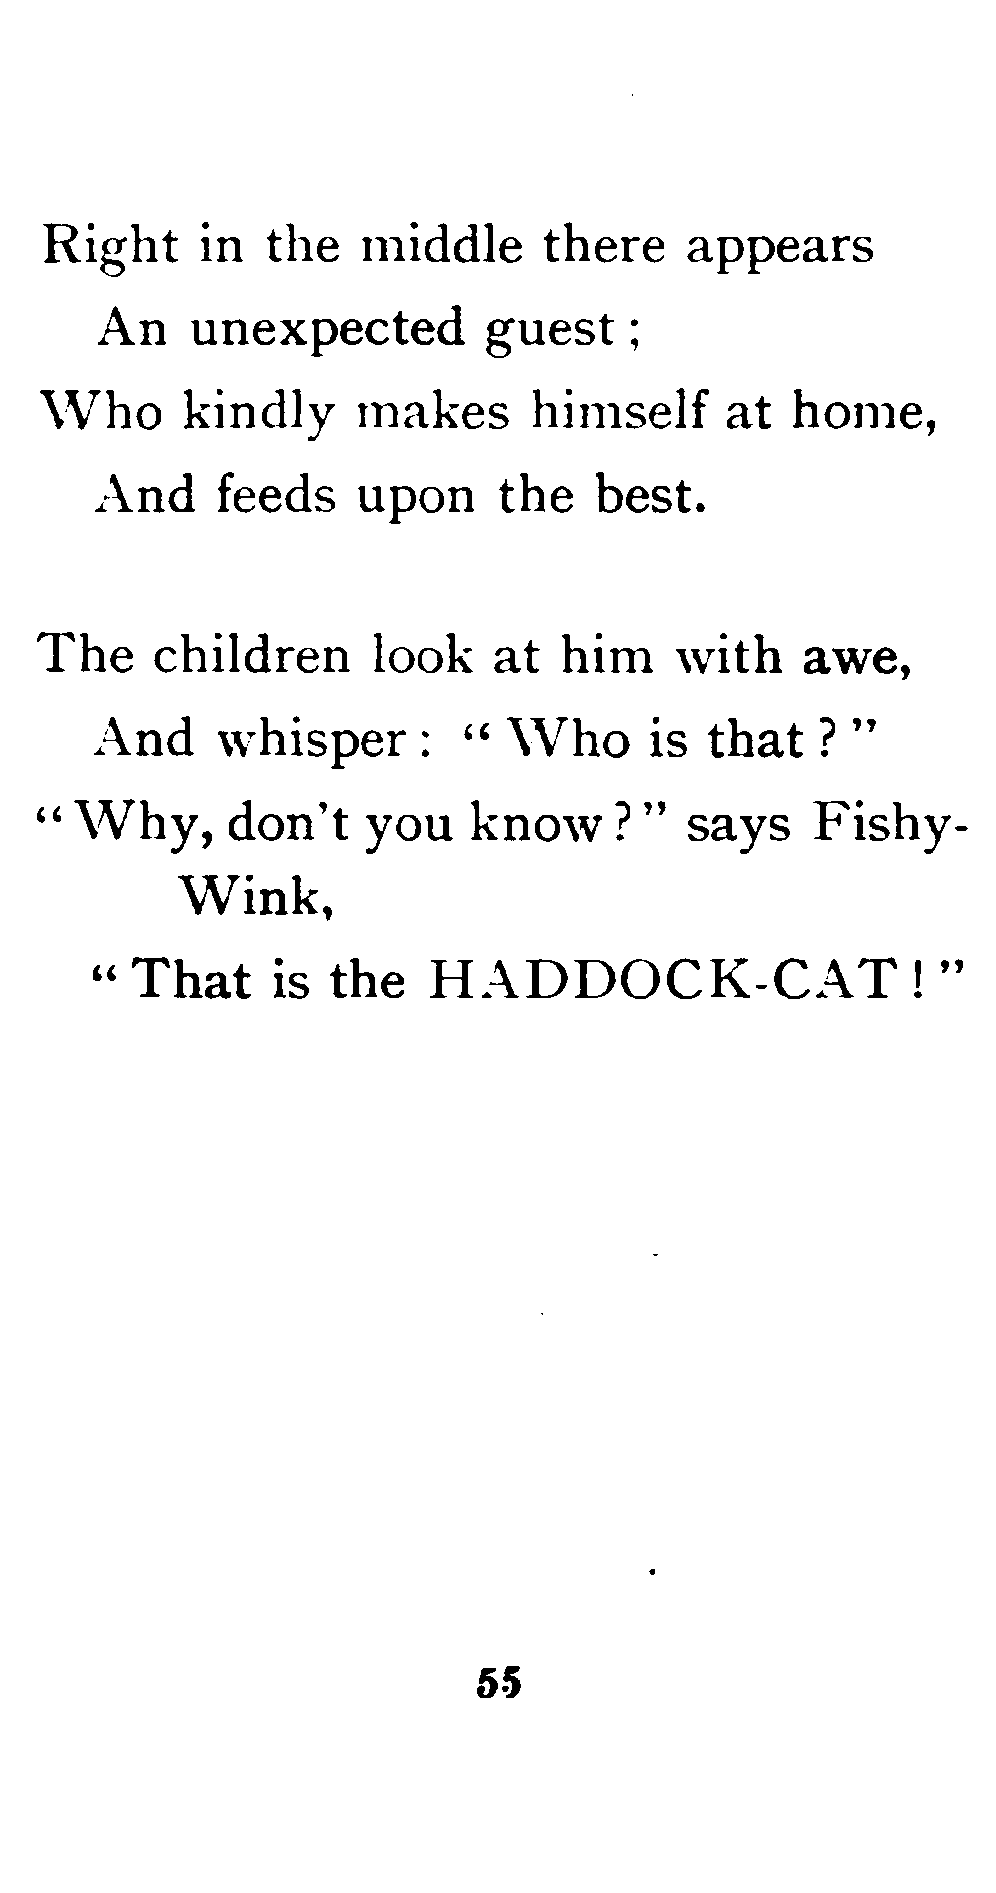 Right in the middle there appears
An unexpected guest ;
Who kindly makes himself at home,
And feeds upon the best.
The children look at him with awe,
And whisper : “ Who is that ? ”
“ Why, don’t you know ? ” says Fishy-
Wink,
“ That is the HADDOCK-CAT ! ”
55